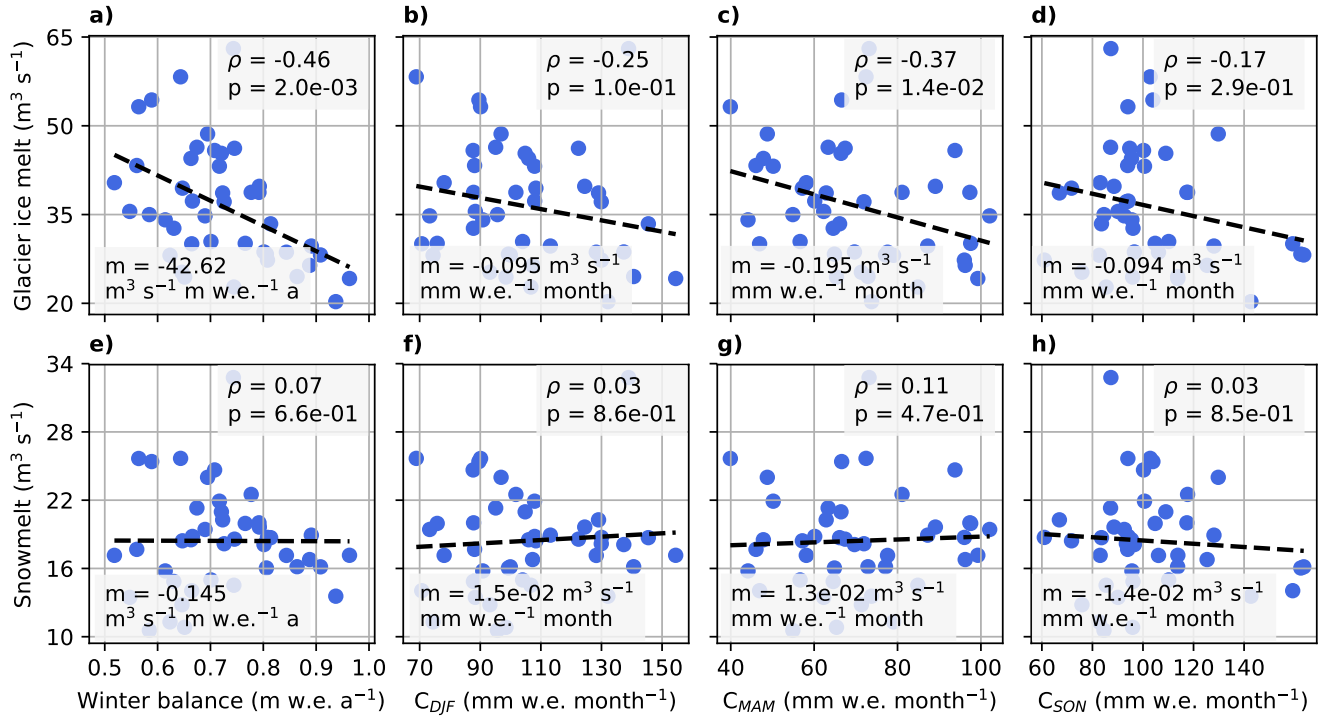 a)
b)
c)
d)
Glacier ice melt (m³ s⁻¹)
65
50
35
20
ρ = -0.46
p = 2.0e-03
m = -42.62
m³ s⁻¹ m w.e.⁻¹ a
ρ = -0.25
p = 1.0e-01
m = -0.095 m³ s⁻¹
mm w.e.⁻¹ month
ρ = -0.37
p = 1.4e-02
m = -0.195 m³ s⁻¹
mm w.e.⁻¹ month
ρ = -0.17
p = 2.9e-01
m = -0.094 m³ s⁻¹
mm w.e.⁻¹ month
e)
f)
g)
h)
Snowmelt (m³ s⁻¹)
34
28
22
16
10
ρ = 0.07
p = 6.6e-01
m = -0.145
m³ s⁻¹ m w.e.⁻¹ a
ρ = 0.03
p = 8.6e-01
m = 1.5e-02 m³ s⁻¹
mm w.e.⁻¹ month
ρ = 0.11
p = 4.7e-01
m = 1.3e-02 m³ s⁻¹
mm w.e.⁻¹ month
ρ = 0.03
p = 8.5e-01
m = -1.4e-02 m³ s⁻¹
mm w.e.⁻¹ month
0.5 0.6 0.7 0.8 0.9 1.0
70 90 110 130 150
40 60 80 100
60 80 100 120 140
Winter balance (m w.e. a⁻¹)
C_DJF (mm w.e. month⁻¹)
C_MAM (mm w.e. month⁻¹)
C_SON (mm w.e. month⁻¹)